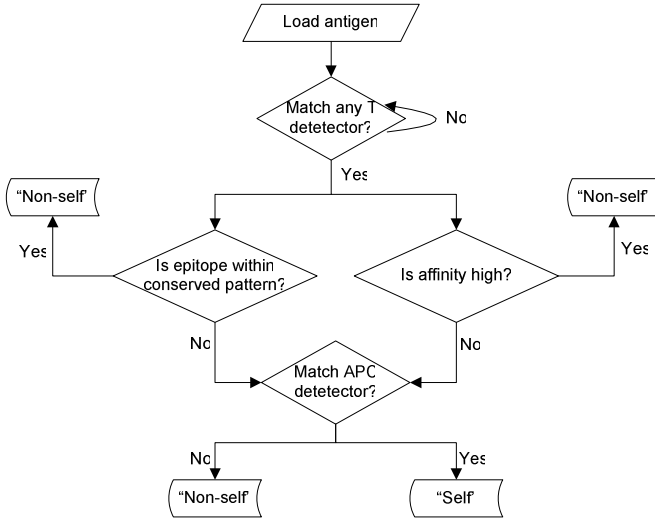 Load antigen
Match any T
detetector?
No
Yes
“Non-self’
“Non-self’
Yes
Is epitope within
conserved pattern?
Is affinity high?
Yes
No
No
Match APC
detetector?
No
Yes
“Non-self’
“Self’